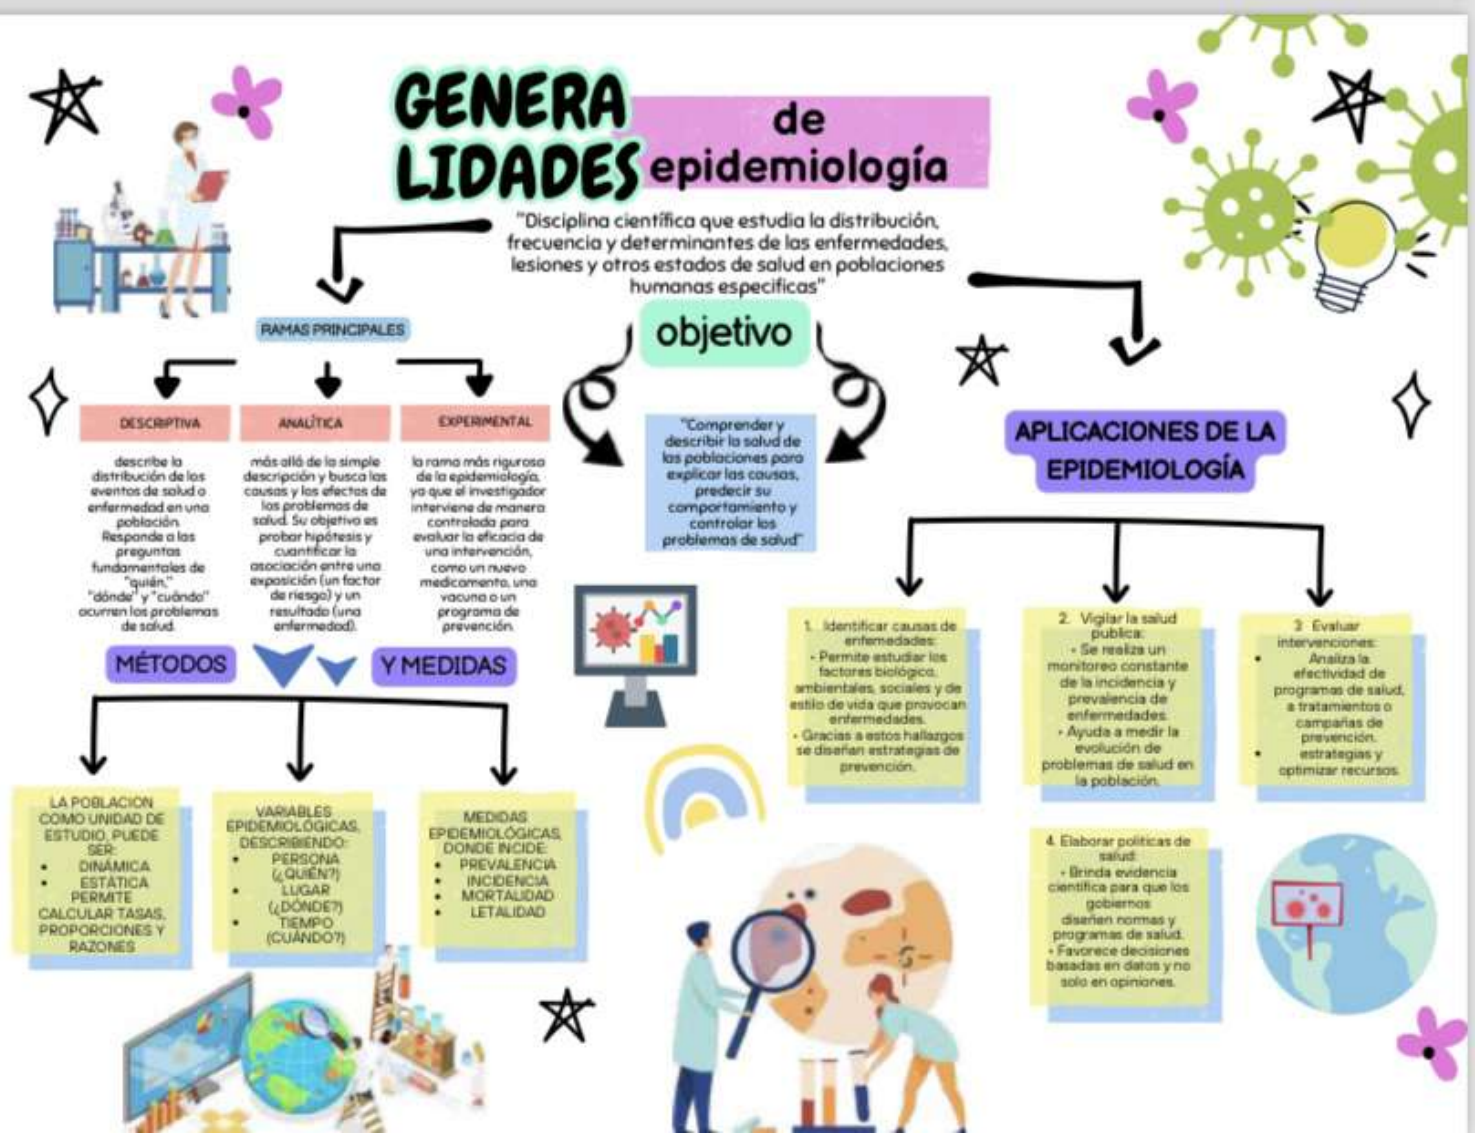 GENERA
LIDADES
de
epidemiología
"Disciplina científica que estudia la distribución,
frecuencia y determinantes de las enfermedades,
lesiones y otros estados de salud en poblaciones
humanas especificas"
RAMAS PRINCIPALES
DESCRIPTIVA
describe la
distribución de los
eventos de salud o
enfermedad en una
población.
Responde a las
preguntas
fundamentales de
"quién,"
"dónde" y "cuándo"
ocurren los problemas
de salud.
ANALÍTICA
más allá de la simple
descripción y busca las
causas y los efectos de
los problemas de
salud. Su objetivo es
probar hipótesis y
cuantificar la
asociación entre una
exposición (un factor
de riesgo) y un
resultado (una
enfermedad).
EXPERIMENTAL
la rama más rigurosa
de la epidemiología,
ya que el investigador
interviene de manera
controlada para
evaluar la eficacia de
una intervención,
como un nuevo
medicamento, una
vacuna o un
programa de
prevención.
objetivo
"Comprender y
describir la salud de
las poblaciones para
explicar las causas,
predecir su
comportamiento y
controlar los
problemas de salud"
MÉTODOS
Y MEDIDAS
LA POBLACION
COMO UNIDAD DE
ESTUDIO, PUEDE
SER:
• DINÁMICA
• ESTÁTICA
PERMITE
CALCULAR TASAS,
PROPORCIONES Y
RAZONES
VARIABLES
EPIDEMIOLÓGICAS,
DESCRIBIENDO:
• PERSONA
(¿QUIÉN?)
• LUGAR
(¿DÓNDE?)
• TIEMPO
(CUÁNDO?)
MEDIDAS
EPIDEMIOLÓGICAS,
DONDE INCIDE:
• PREVALENCIA
• INCIDENCIA
• MORTALIDAD
• LETALIDAD
APLICACIONES DE LA
EPIDEMIOLOGÍA
1. Identificar causas de
enfemedades:
• Permite estudiar los
factores biológico,
ambientales, sociales y de
estilo de vida que provocan
enfermedades.
• Gracias a estos hallazgos
se diseñan estrategias de
prevención.
2. Vigilar la salud
publica:
• Se realiza un
monitoreo constante
de la incidencia y
prevalencia de
enfermedades.
• Ayuda a medir la
evolución de
problemas de salud en
la población.
3 Evaluar
intervenciones:
• Analiza la
efectividad de
programas de salud,
a tratamientos o
campañas de
prevención.
• estrategias y
optimizar recursos.
4. Elaborar políticas de
salud:
• Brinda evidencia
científica para que los
gobiernos
diseñen normas y
programas de salud.
• Favorece decisiones
basadas en datos y no
solo en opiniones.